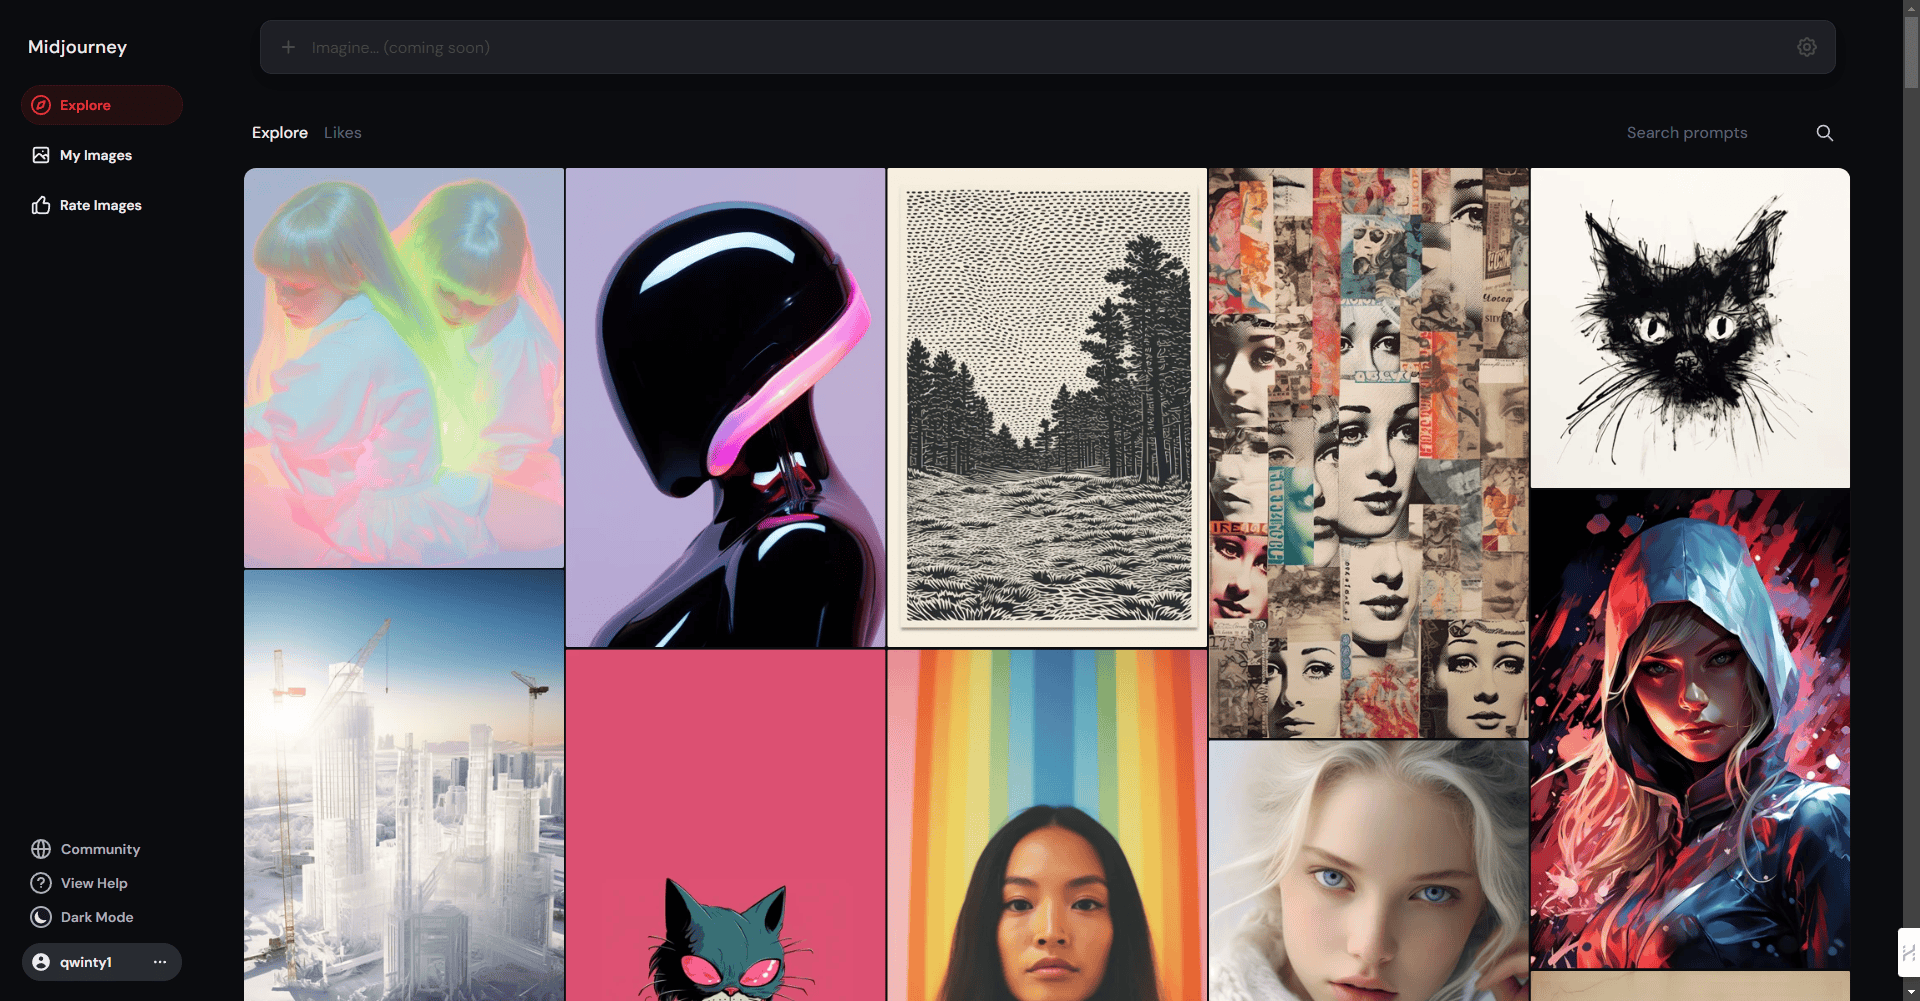 Midjourney
Imagine... (coming soon)
Explore
My Images
Rate Images
Explore Likes
Search prompts
Community
View Help
Dark Mode
qwinty1 ...